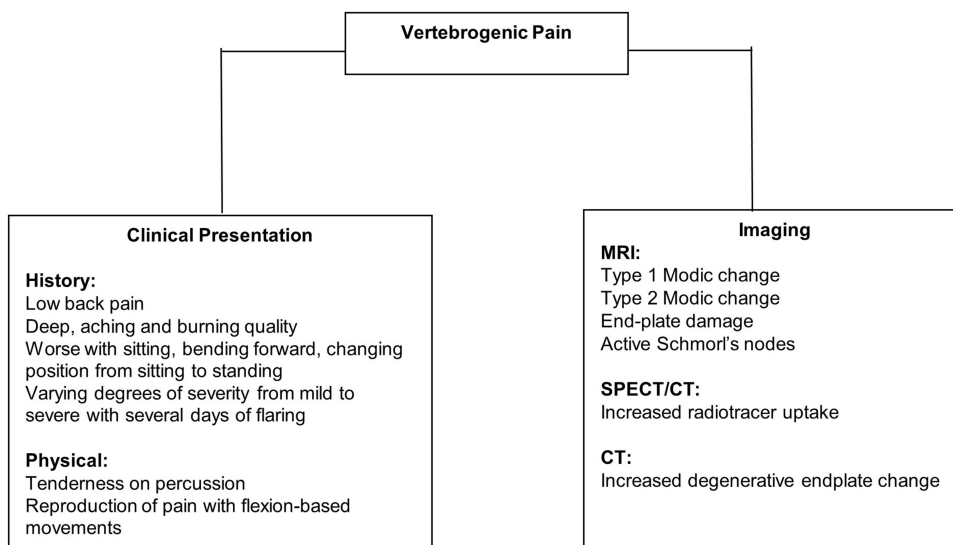 Vertebrogenic Pain
Clinical Presentation
History:
Low back pain
Deep, aching and burning quality
Worse with sitting, bending forward, changing
position from sitting to standing
Varying degrees of severity from mild to
severe with several days of flaring
Physical:
Tenderness on percussion
Reproduction of pain with flexion-based
movements
Imaging
MRI:
Type 1 Modic change
Type 2 Modic change
End-plate damage
Active Schmorl's nodes
SPECT/CT:
Increased radiotracer uptake
CT:
Increased degenerative endplate change